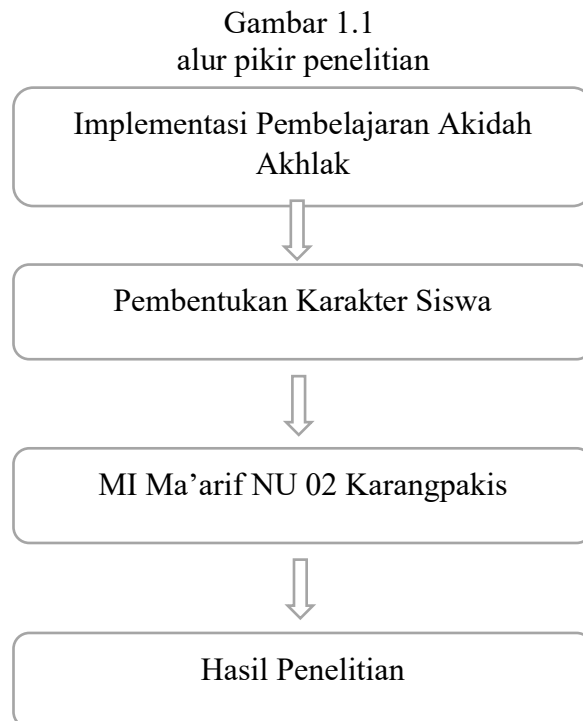 Gambar 1.1
alur pikir penelitian
Implementasi Pembelajaran Akidah
Akhlak
Pembentukan Karakter Siswa
MI Ma’arif NU 02 Karangpakis
Hasil Penelitian